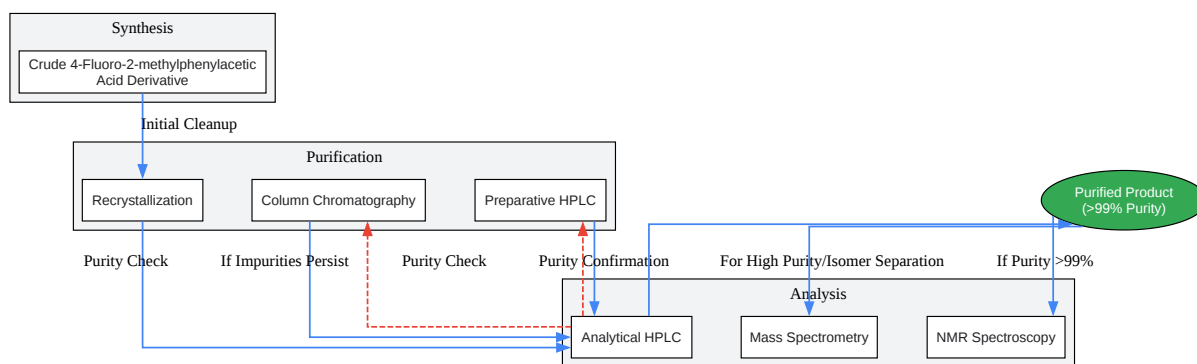 Synthesis
Crude 4-Fluoro-2-methylphenylacetic
Acid Derivative
Initial Cleanup
Purification
Recrystallization
Column Chromatography
Preparative HPLC
Purified Product
(>99% Purity)
Purity Check
If Impurities Persist
Purity Check
Purity Confirmation
For High Purity/Isomer Separation
If Purity >99%
Analysis
Analytical HPLC
Mass Spectrometry
NMR Spectroscopy